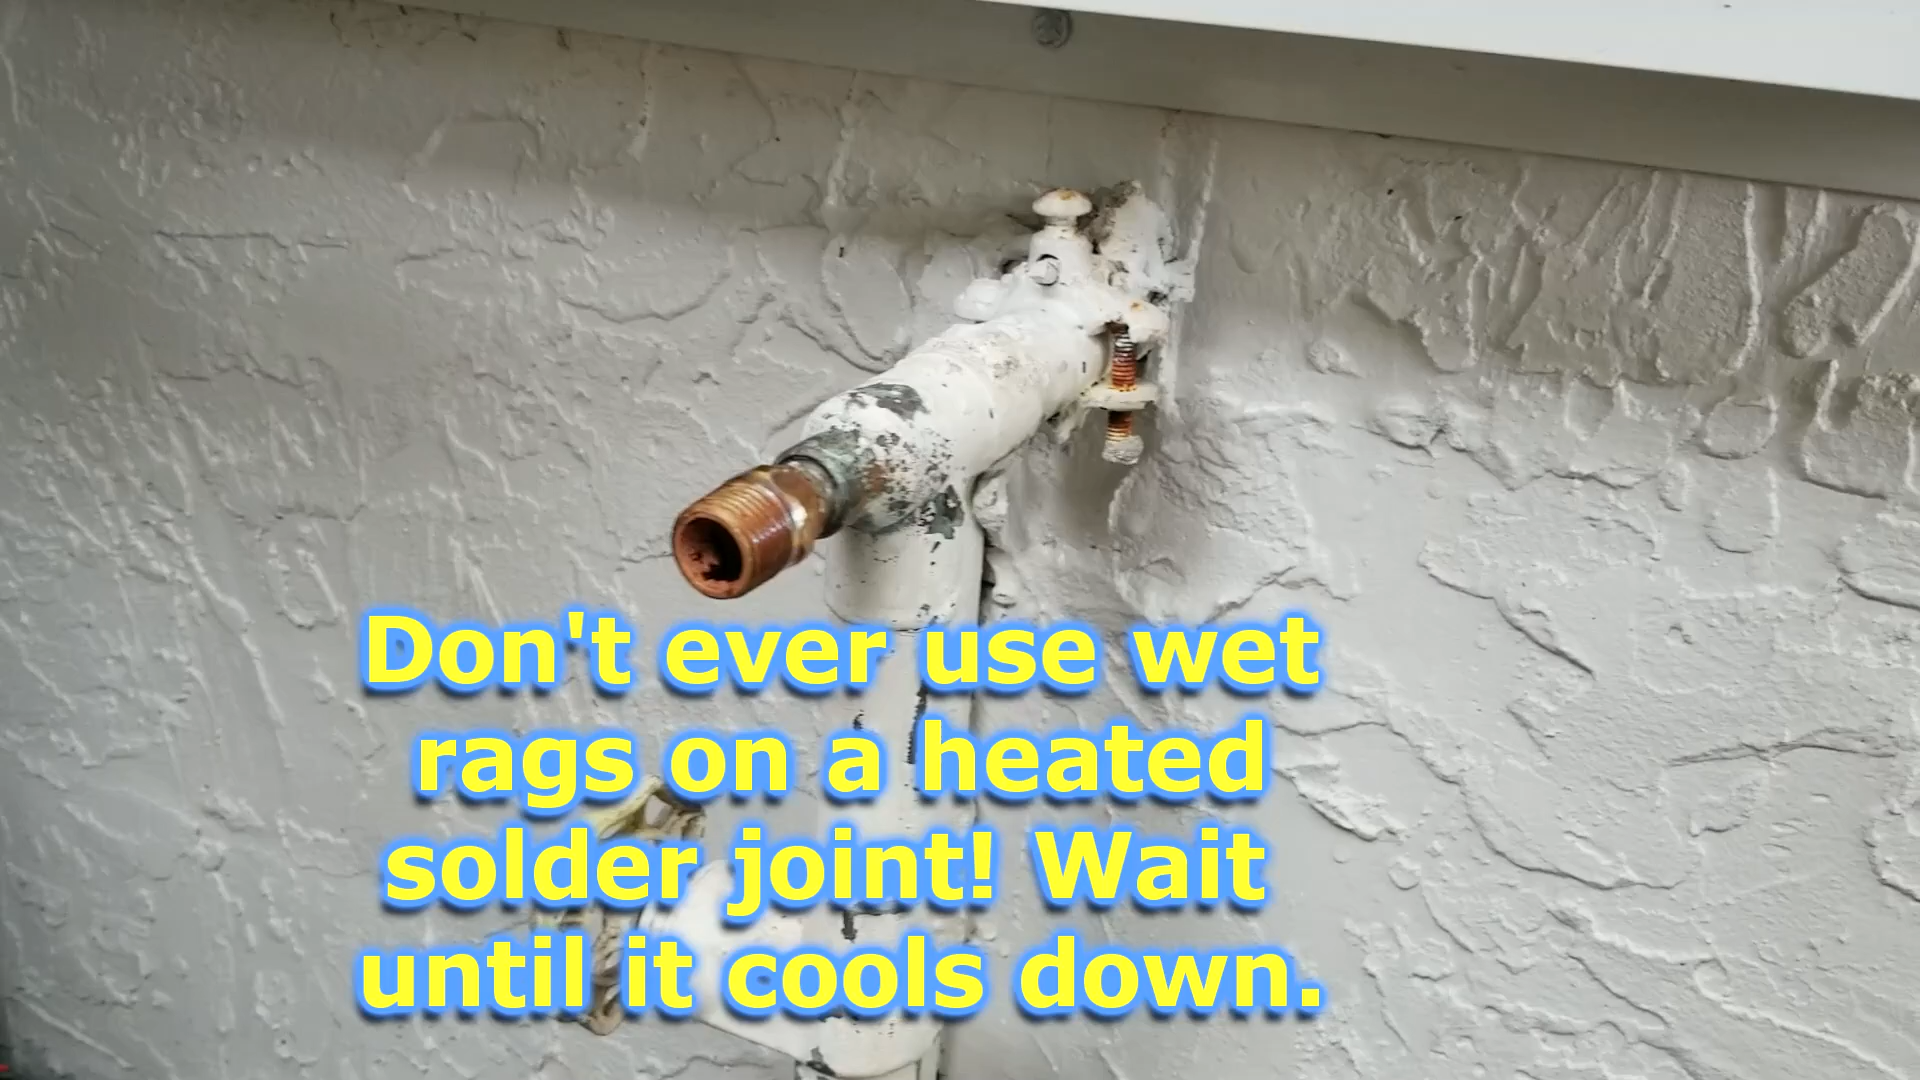 Don't ever use wet
rags on a heated
solder joint! Wait
until it cools down.